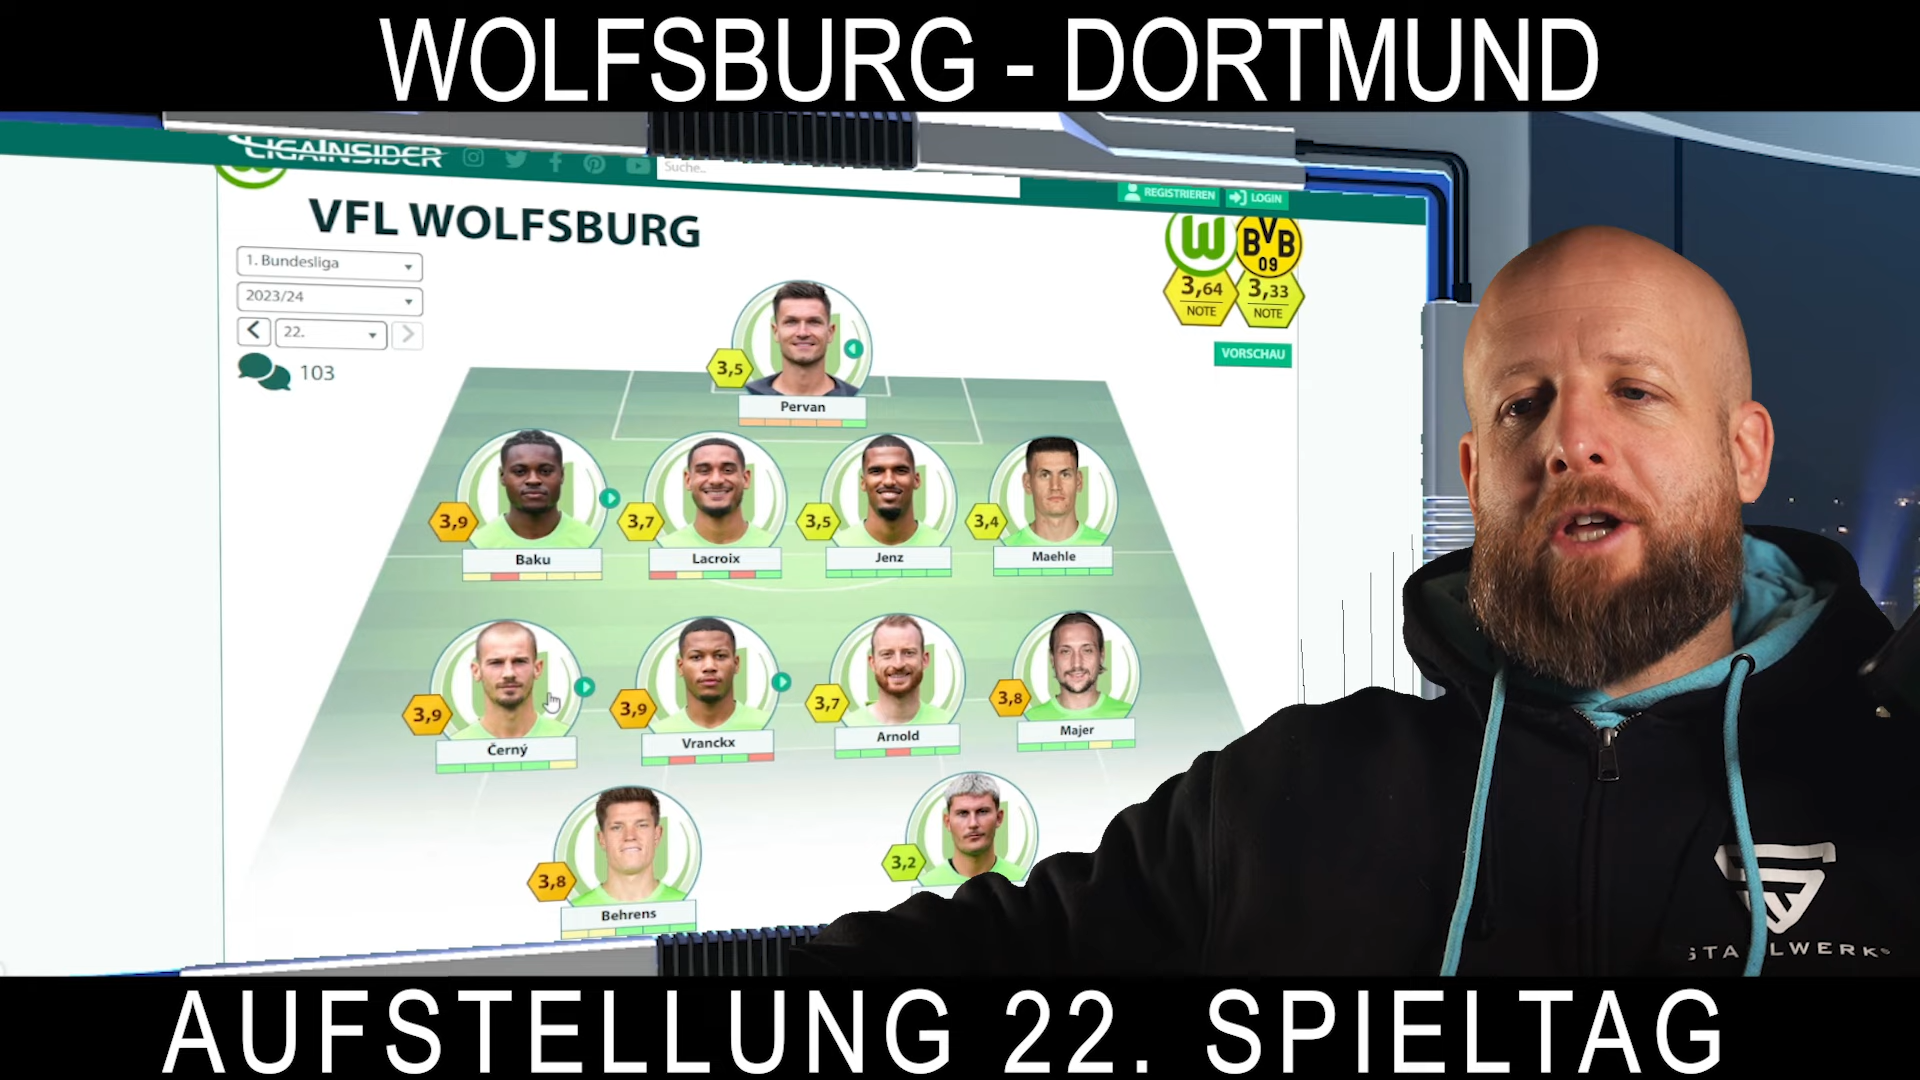 WOLFSBURG - DORTMUND
LIGAINSIDER
Suche..
REGISTRIEREN
LOGIN
VFL WOLFSBURG
1. Bundesliga
2023/24
22.
103
W
BVB 09
3,64 NOTE
3,33 NOTE
VORSCHAU
3,5
Pervan
3,9
Baku
3,7
Lacroix
3,5
Jenz
3,4
Maehle
3,9
Černý
3,9
Vranckx
3,7
Arnold
3,8
Majer
3,8
Behrens
3,2
AUFSTELLUNG 22. SPIELTAG